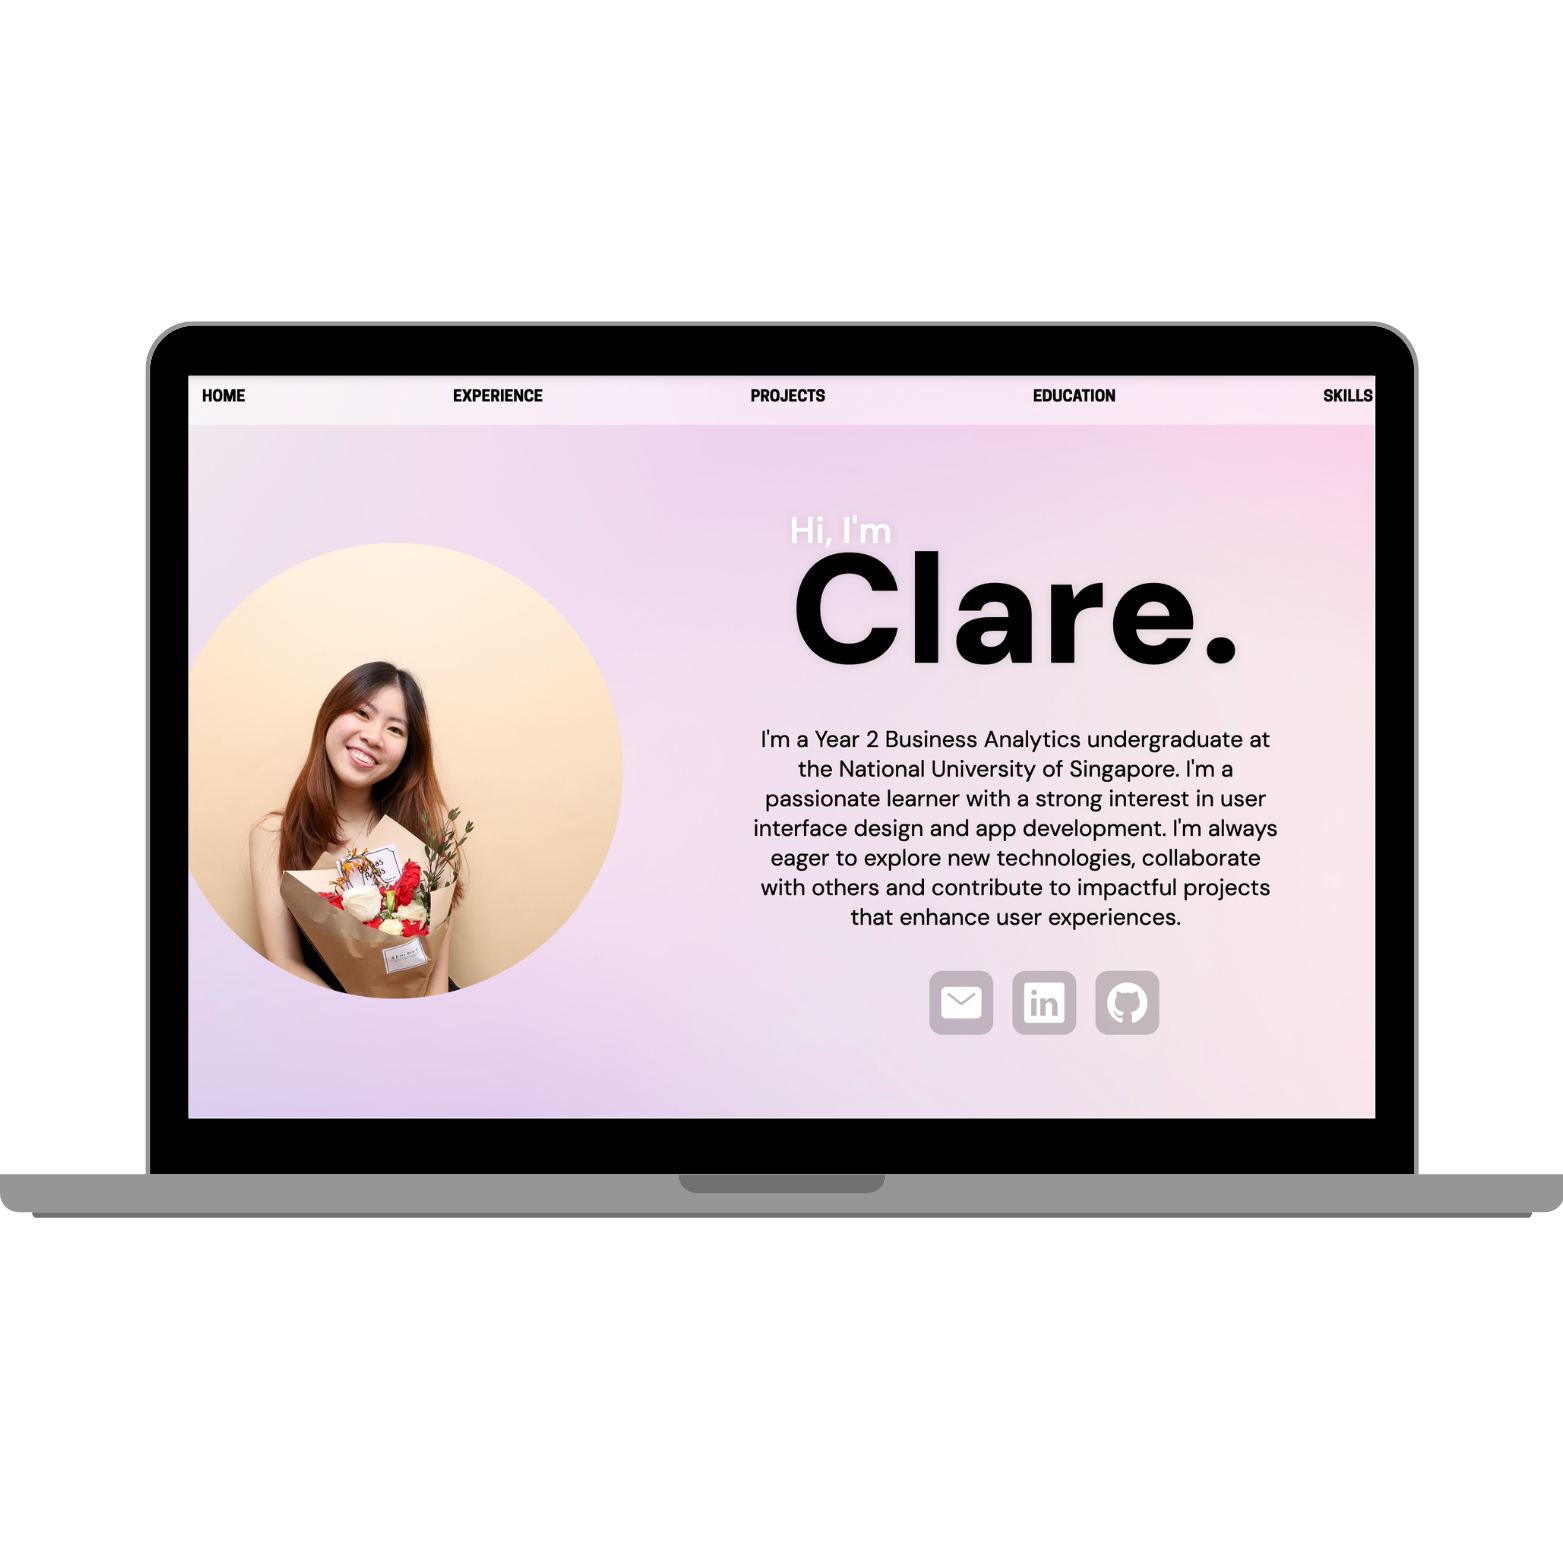 HOME EXPERIENCE PROJECTS EDUCATION SKILLS
Hi, I'm
Clare.
I'm a Year 2 Business Analytics undergraduate at
the National University of Singapore. I'm a
passionate learner with a strong interest in user
interface design and app development. I'm always
eager to explore new technologies, collaborate
with others and contribute to impactful projects
that enhance user experiences.
in